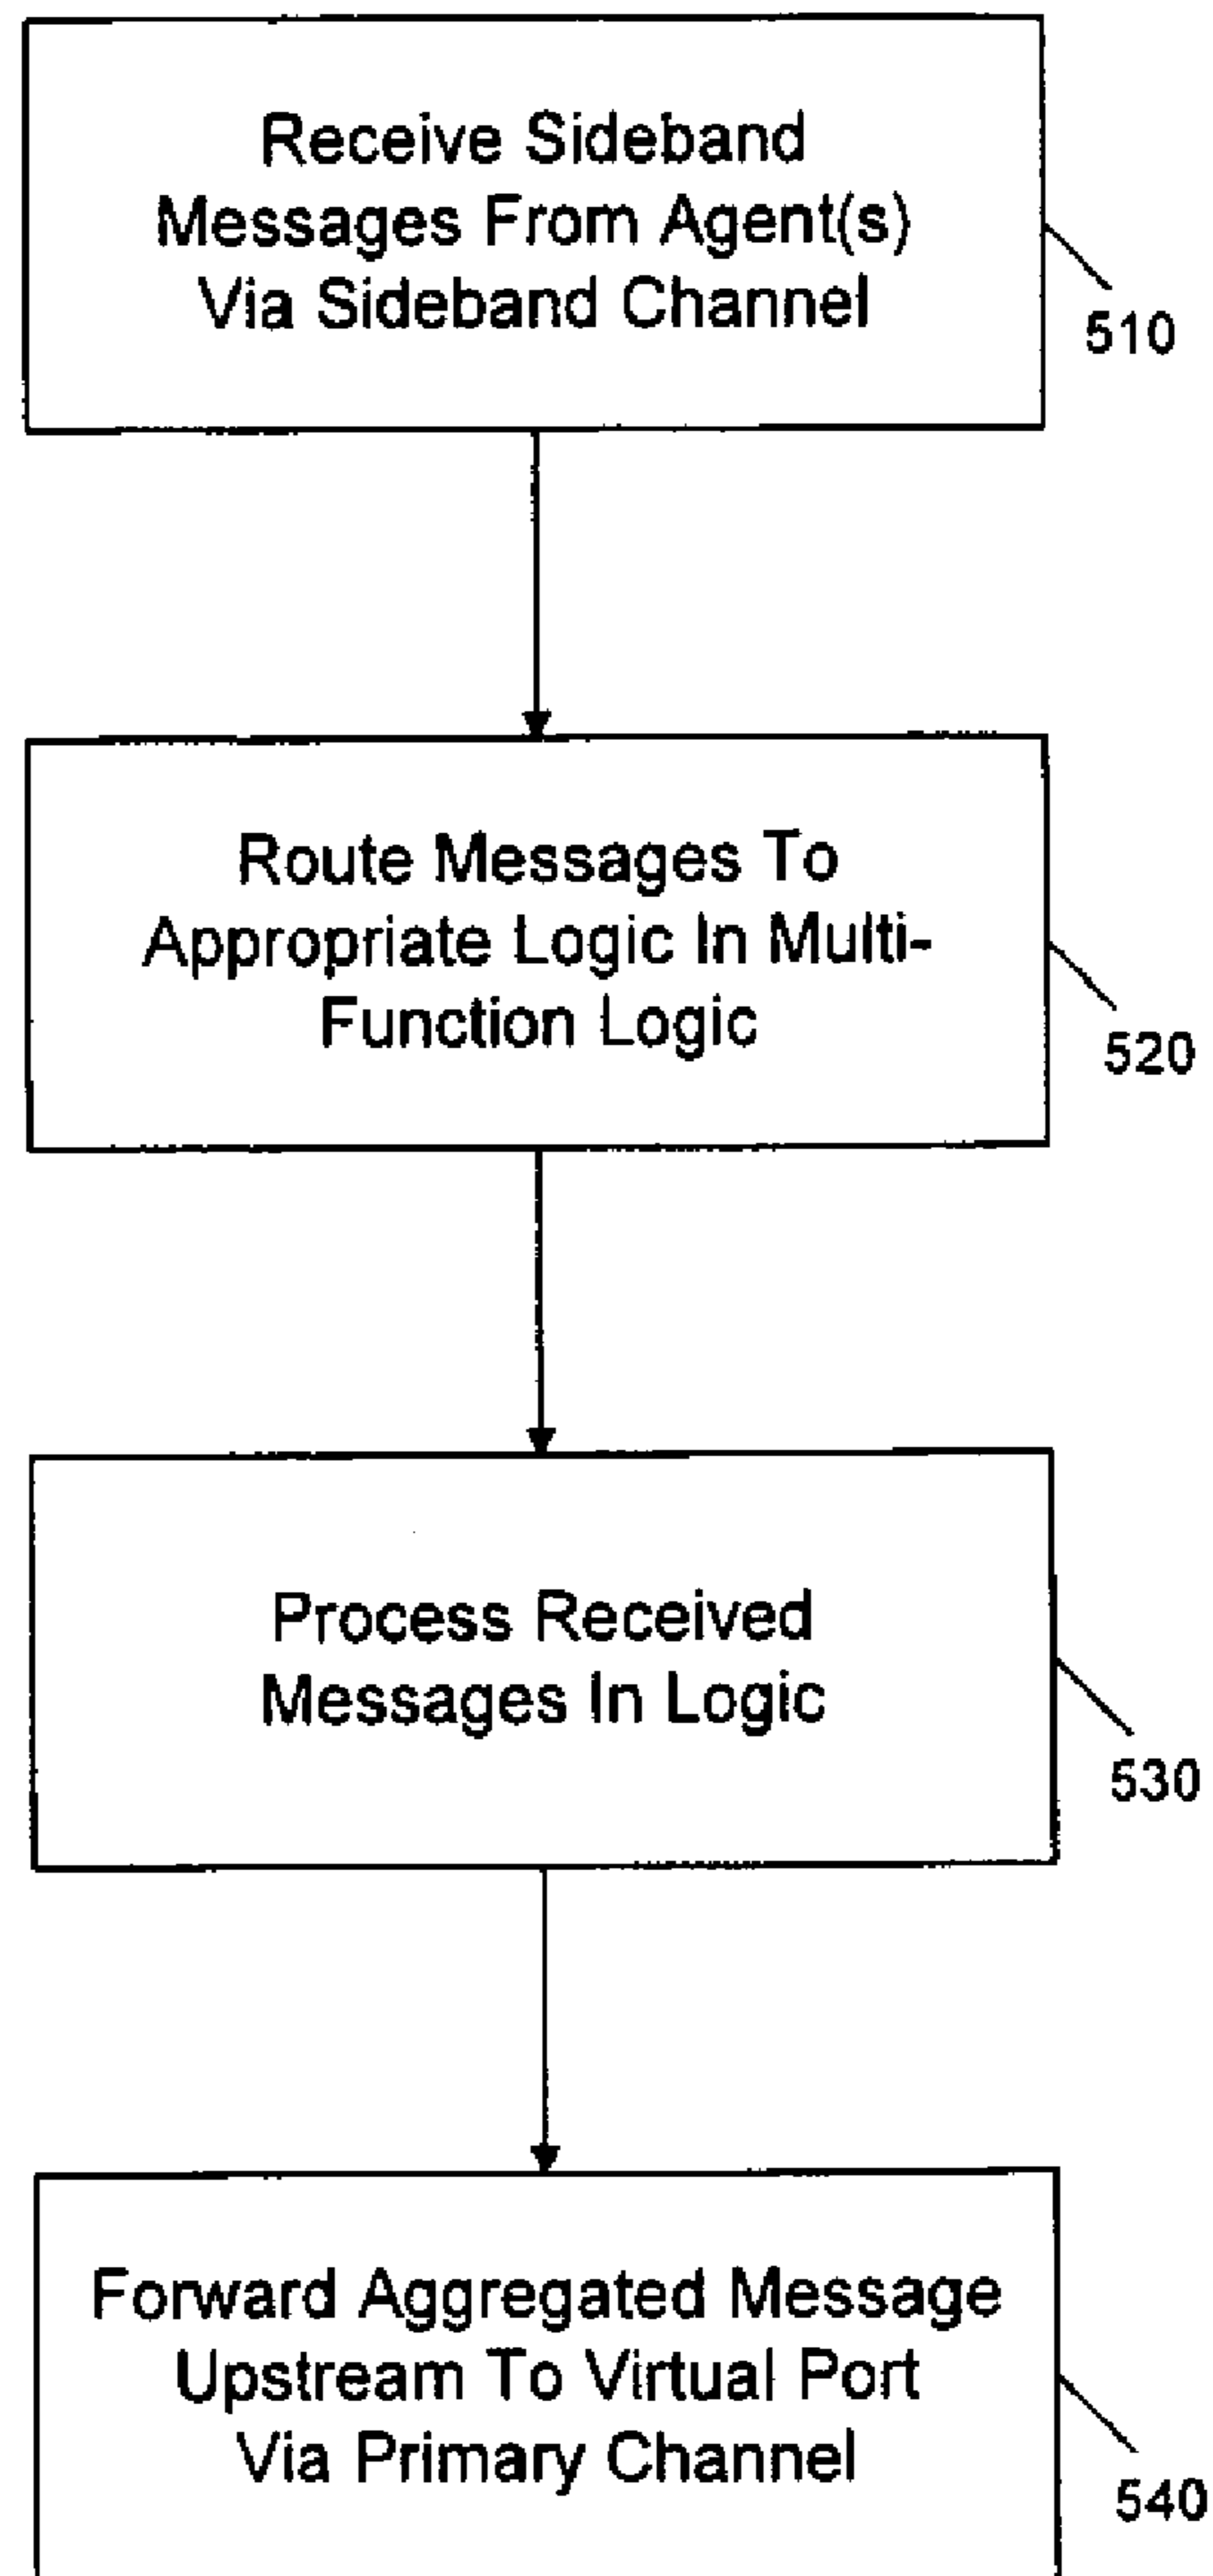 Receive Sideband
Messages From Agent(s)
Via Sideband Channel
510
Route Messages To
Appropriate Logic In Multi-
Function Logic
520
Process Received
Messages In Logic
530
Forward Aggregated Message
Upstream To Virtual Port
Via Primary Channel
540